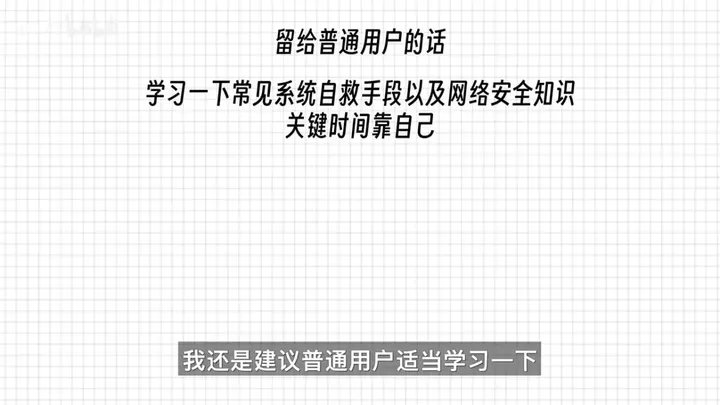 留给普通用户的话
学习一下常见系统自救手段以及网络安全知识
关键时间靠自己
我还是建议普通用户适当学习一下